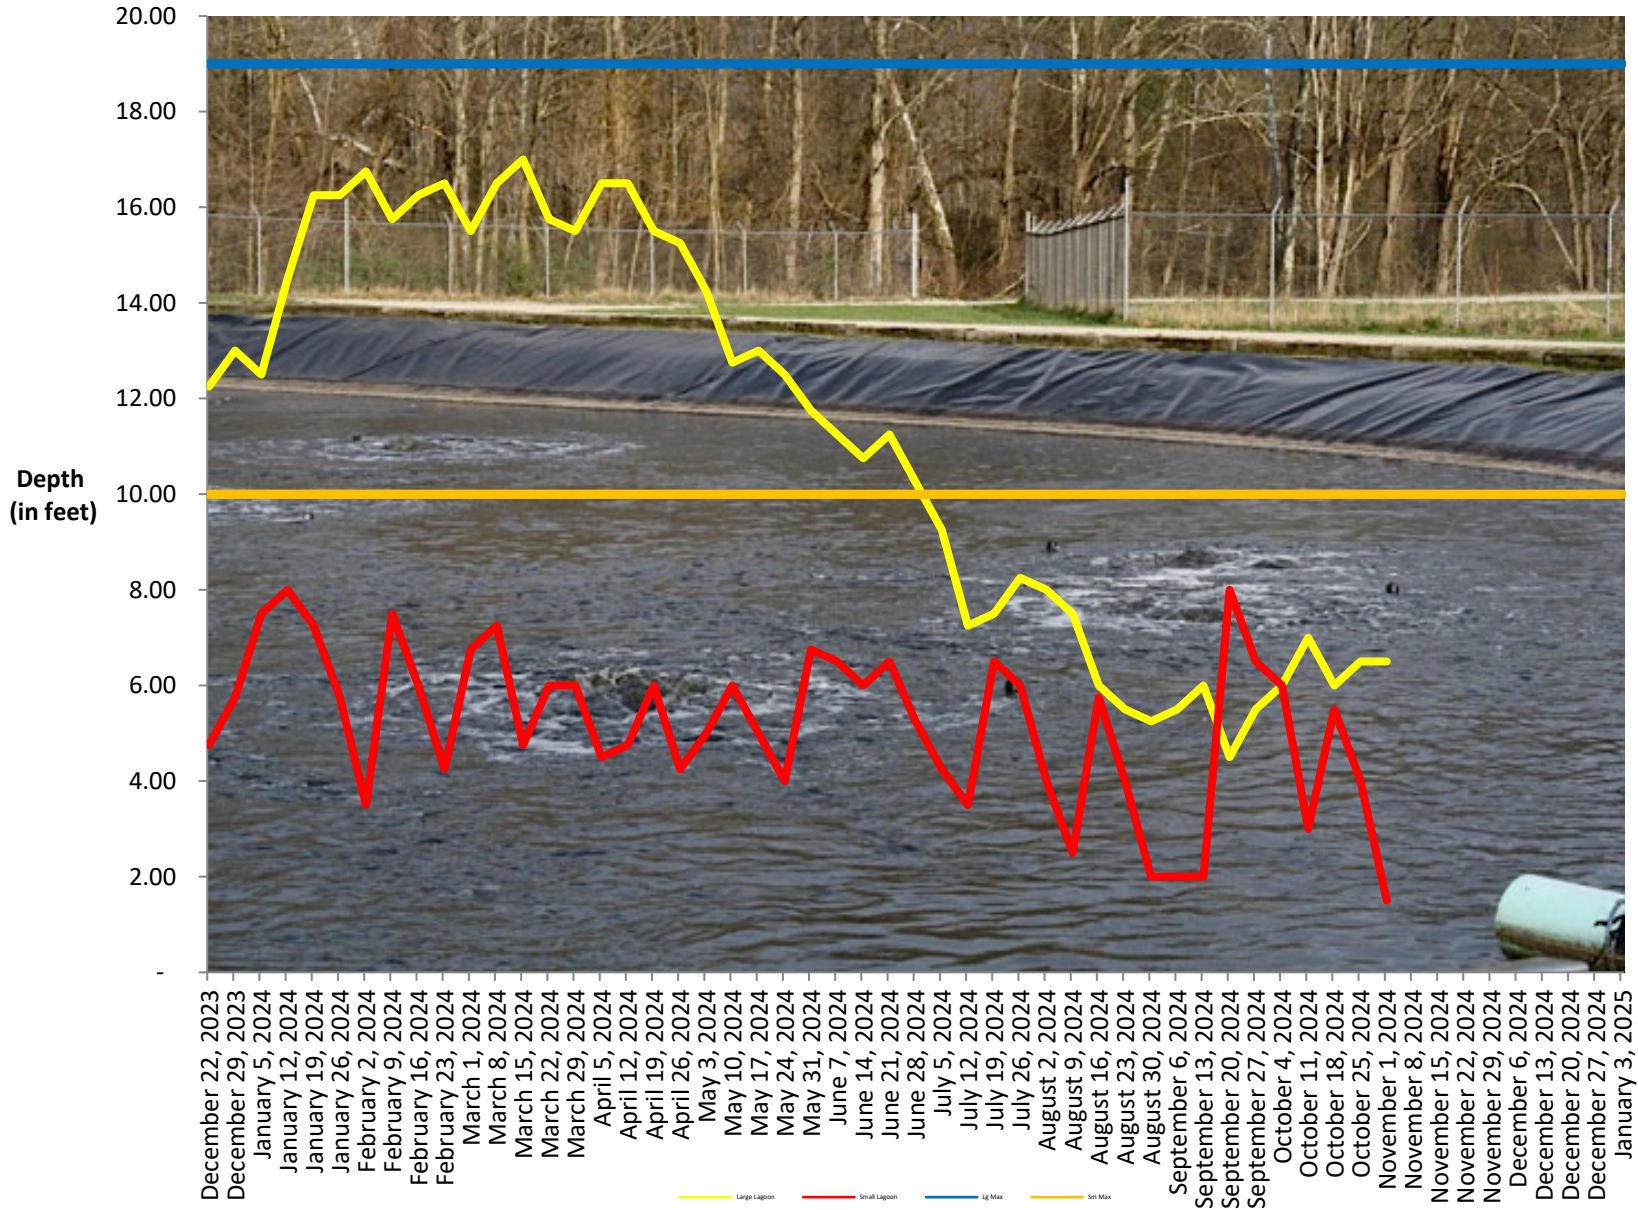 20.00
18.00
16.00
14.00
12.00
10.00
8.00
6.00
4.00
2.00
-
Depth
(in feet)
December 22, 2023
December 29, 2023
January 5, 2024
January 12, 2024
January 19, 2024
January 26, 2024
February 2, 2024
February 9, 2024
February 16, 2024
February 23, 2024
March 1, 2024
March 8, 2024
March 15, 2024
March 22, 2024
March 29, 2024
April 5, 2024
April 12, 2024
April 19, 2024
April 26, 2024
May 3, 2024
May 10, 2024
May 17, 2024
May 24, 2024
May 31, 2024
June 7, 2024
June 14, 2024
June 21, 2024
June 28, 2024
July 5, 2024
July 12, 2024
July 19, 2024
July 26, 2024
August 2, 2024
August 9, 2024
August 16, 2024
August 23, 2024
August 30, 2024
September 6, 2024
September 13, 2024
September 20, 2024
September 27, 2024
October 4, 2024
October 11, 2024
October 18, 2024
October 25, 2024
November 1, 2024
November 8, 2024
November 15, 2024
November 22, 2024
November 29, 2024
December 6, 2024
December 13, 2024
December 20, 2024
December 27, 2024
January 3, 2025
Large Lagoon
Small Lagoon
Lg Max
Sm Max